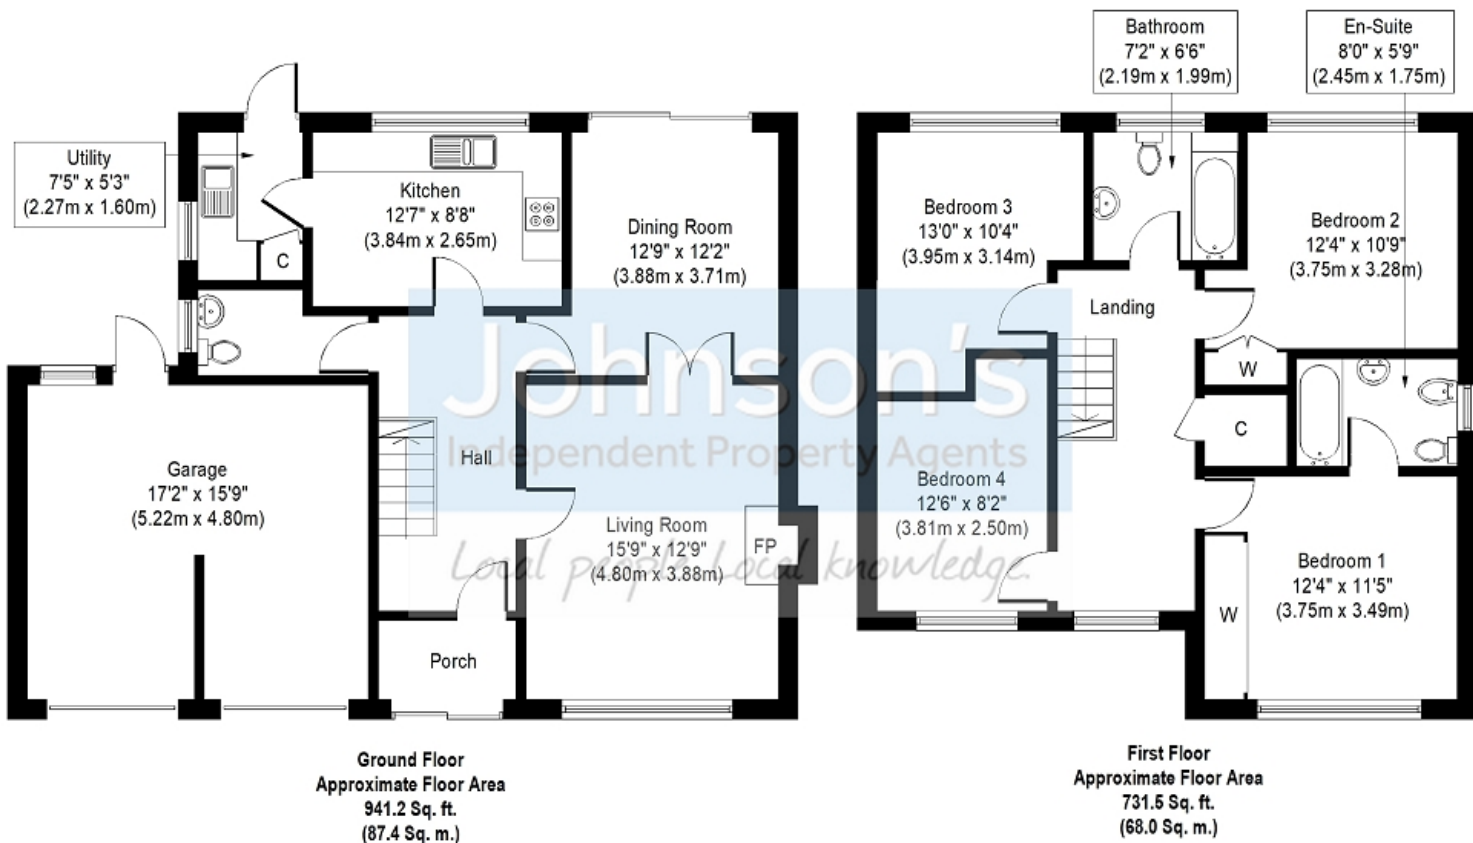 Utility
7'5" x 5'3"
(2.27m x 1.60m)
Kitchen
12'7" x 8'8"
(3.84m x 2.65m)
C
Dining Room
12'9" x 12'2"
(3.88m x 3.71m)
Garage
17'2" x 15'9"
(5.22m x 4.80m)
Hall
Living Room
15'9" x 12'9"
(4.80m x 3.88m)
FP
Porch
Ground Floor
Approximate Floor Area
941.2 Sq. ft.
(87.4 Sq. m.)
Bathroom
7'2" x 6'6"
(2.19m x 1.99m)
En-Suite
8'0" x 5'9"
(2.45m x 1.75m)
Bedroom 3
13'0" x 10'4"
(3.95m x 3.14m)
Bedroom 2
12'4" x 10'9"
(3.75m x 3.28m)
Landing
W
C
Bedroom 4
12'6" x 8'2"
(3.81m x 2.50m)
Bedroom 1
12'4" x 11'5"
(3.75m x 3.49m)
W
First Floor
Approximate Floor Area
731.5 Sq. ft.
(68.0 Sq. m.)
Johnson's
Independent Property Agents
Local people Local knowledge.